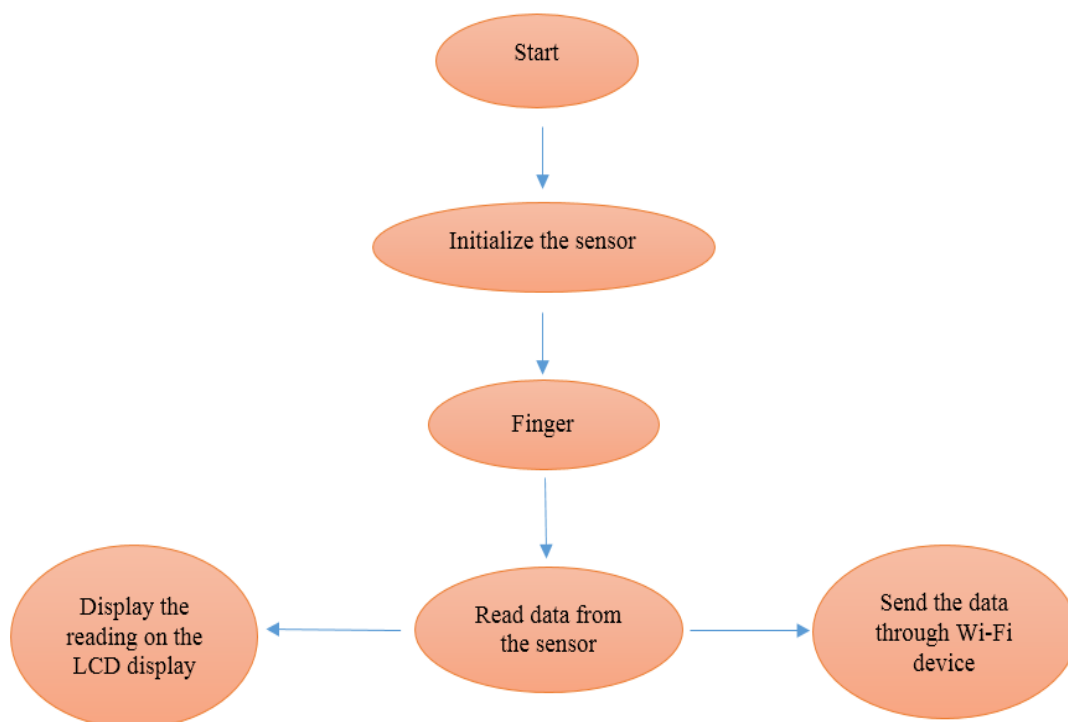 Start
Initialize the sensor
Finger
Display the
reading on the
LCD display
Read data from
the sensor
Send the data
through Wi-Fi
device